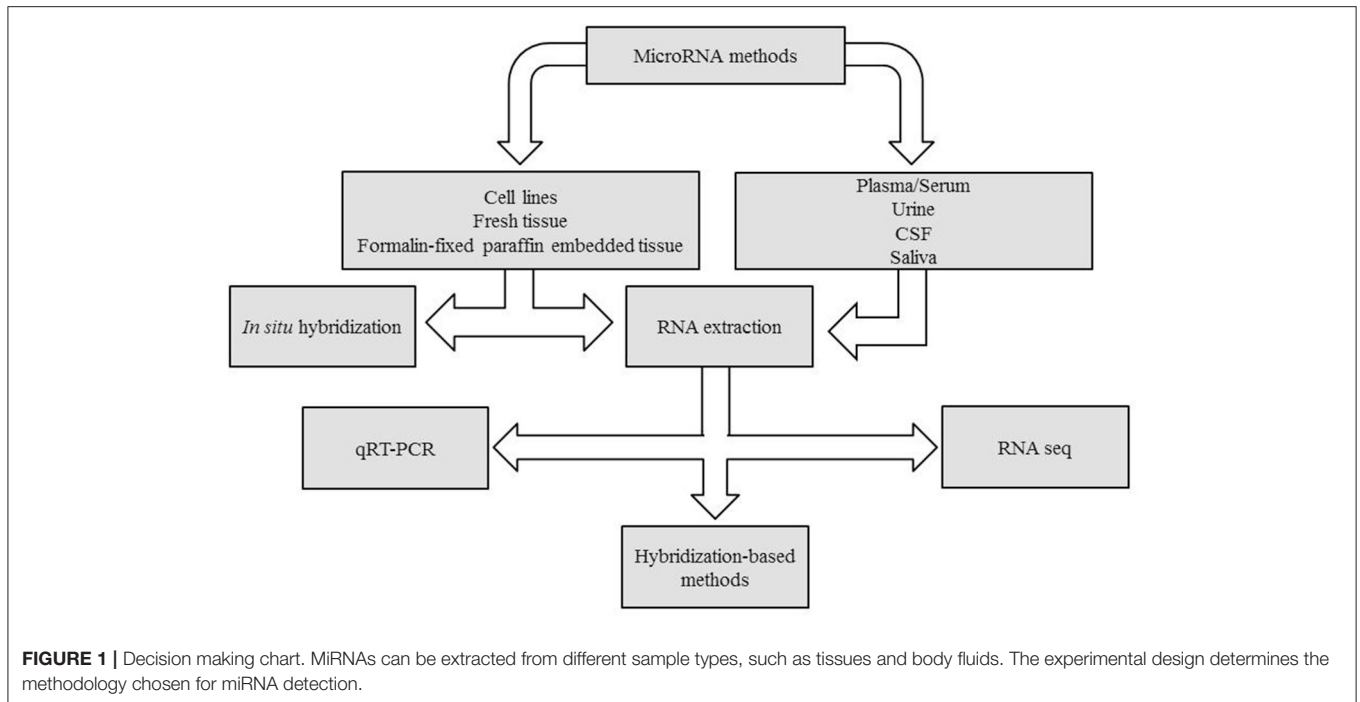 MicroRNA methods
Cell lines
Fresh tissue
Formalin-fixed paraffin embedded tissue
Plasma/Serum
Urine
CSF
Saliva
In situ hybridization
RNA extraction
qRT-PCR
RNA seq
Hybridization-based
methods
FIGURE 1 | Decision making chart. MiRNAs can be extracted from different sample types, such as tissues and body fluids. The experimental design determines the
methodology chosen for miRNA detection.